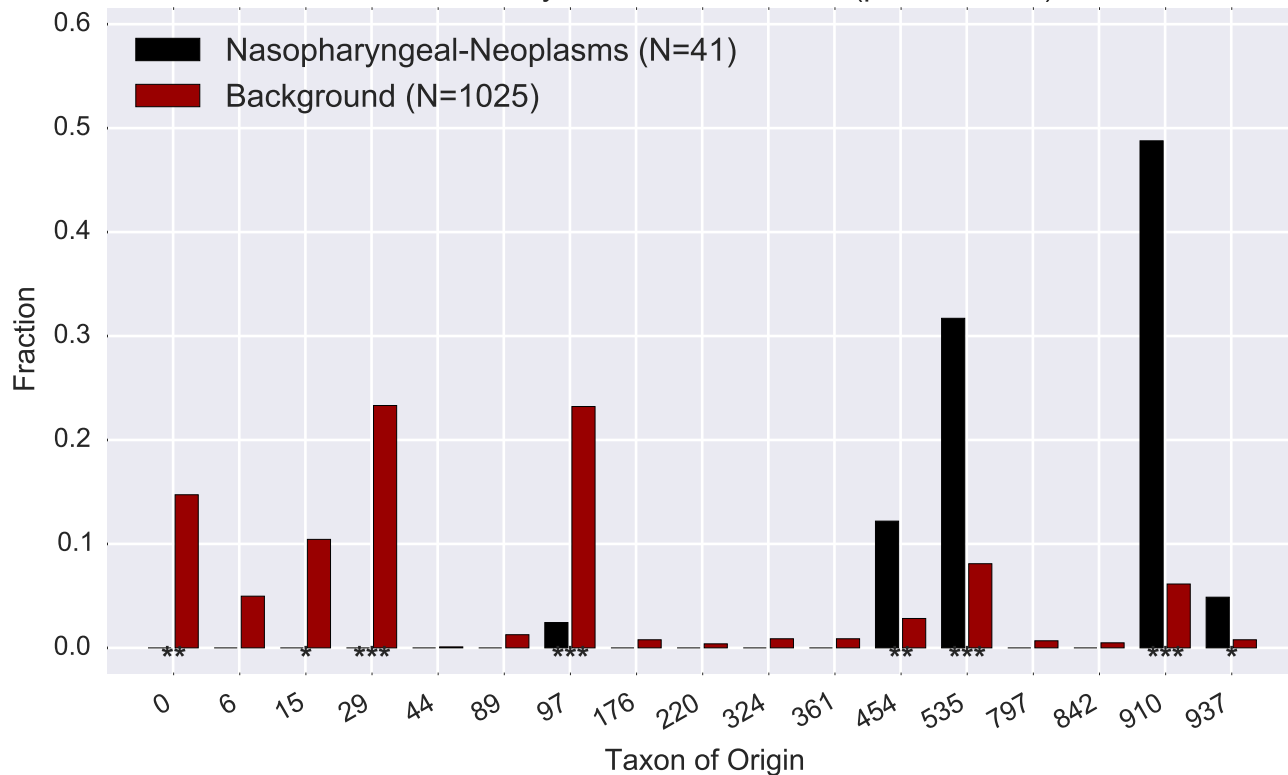 0.6
Nasopharyngeal-Neoplasms (N=41)
Background (N=1025)
0.5
0.4
0.3
0.2
0.1
0.0
Fraction
** * *** *** ** *** *** *
0 6 15 29 44 89 97 176 220 324 361 454 535 797 842 910 937
Taxon of Origin